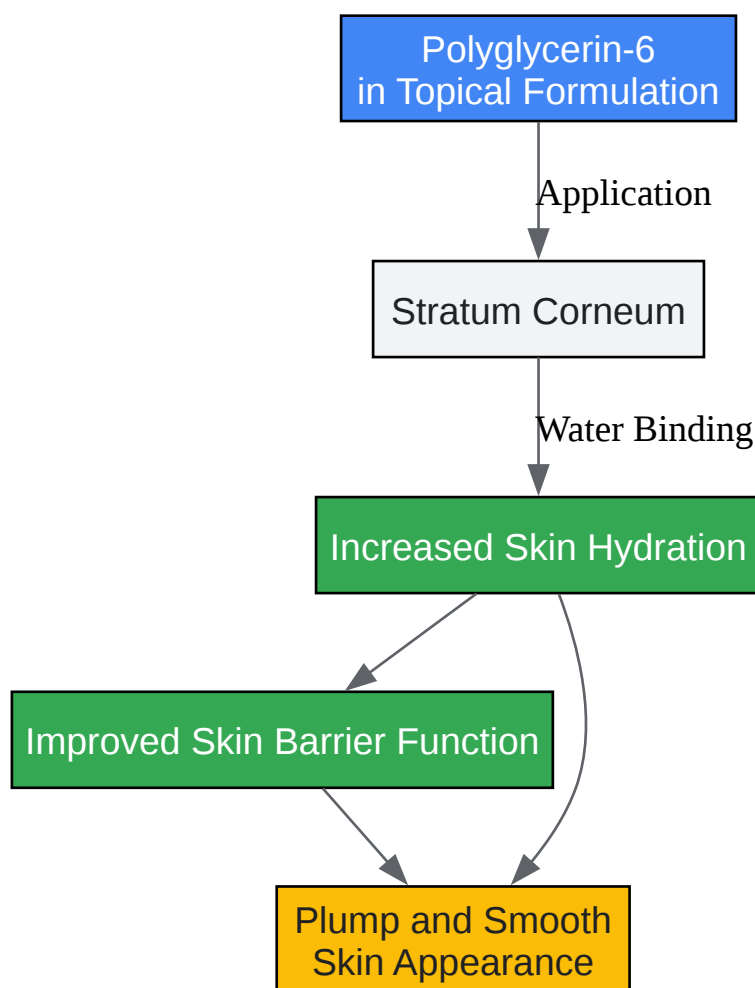 Polyglycerin-6
in Topical Formulation
Application
Stratum Corneum
Water Binding
Increased Skin Hydration
Improved Skin Barrier Function
Plump and Smooth
Skin Appearance